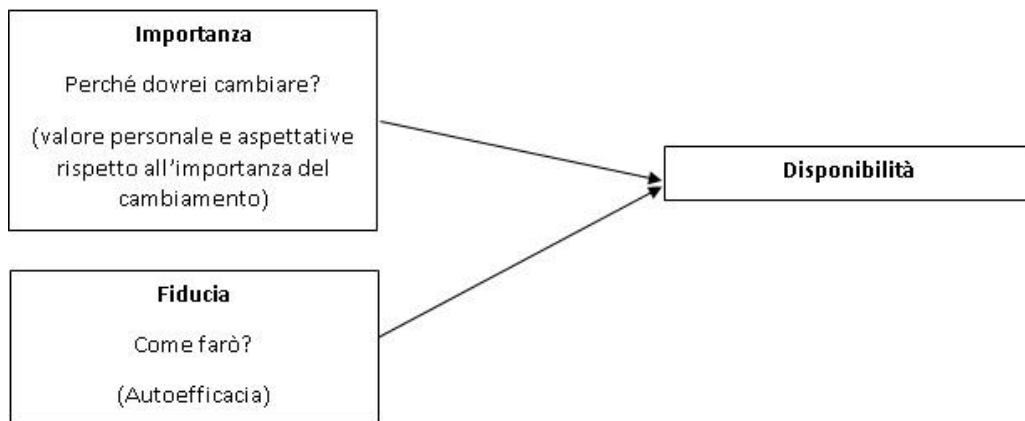 Importanza
Perché dovrei cambiare?
(valore personale e aspettative
rispetto all'importanza del
cambiamento)
Disponibilità
Fiducia
Come farò?
(Autoefficacia)